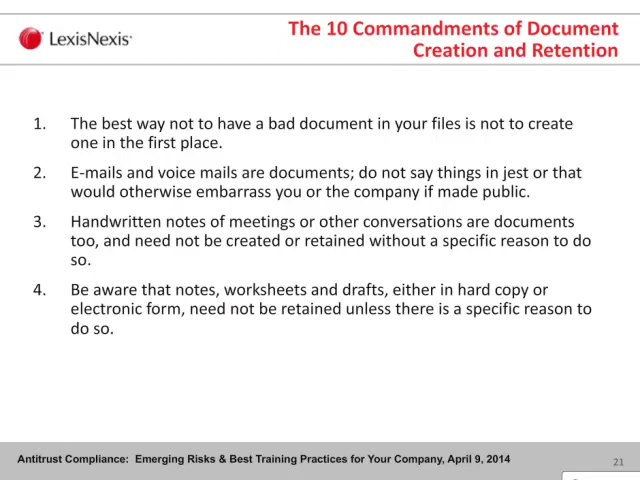 The 10 Commandments of Document
Creation and Retention
LexisNexis®
1. The best way not to have a bad document in your files is not to create
one in the first place.
2. E-mails and voice mails are documents; do not say things in jest or that
would otherwise embarrass you or the company if made public.
3. Handwritten notes of meetings or other conversations are documents
too, and need not be created or retained without a specific reason to do
so.
4. Be aware that notes, worksheets and drafts, either in hard copy or
electronic form, need not be retained unless there is a specific reason to
do so.
Antitrust Compliance: Emerging Risks & Best Training Practices for Your Company, April 9, 2014
21